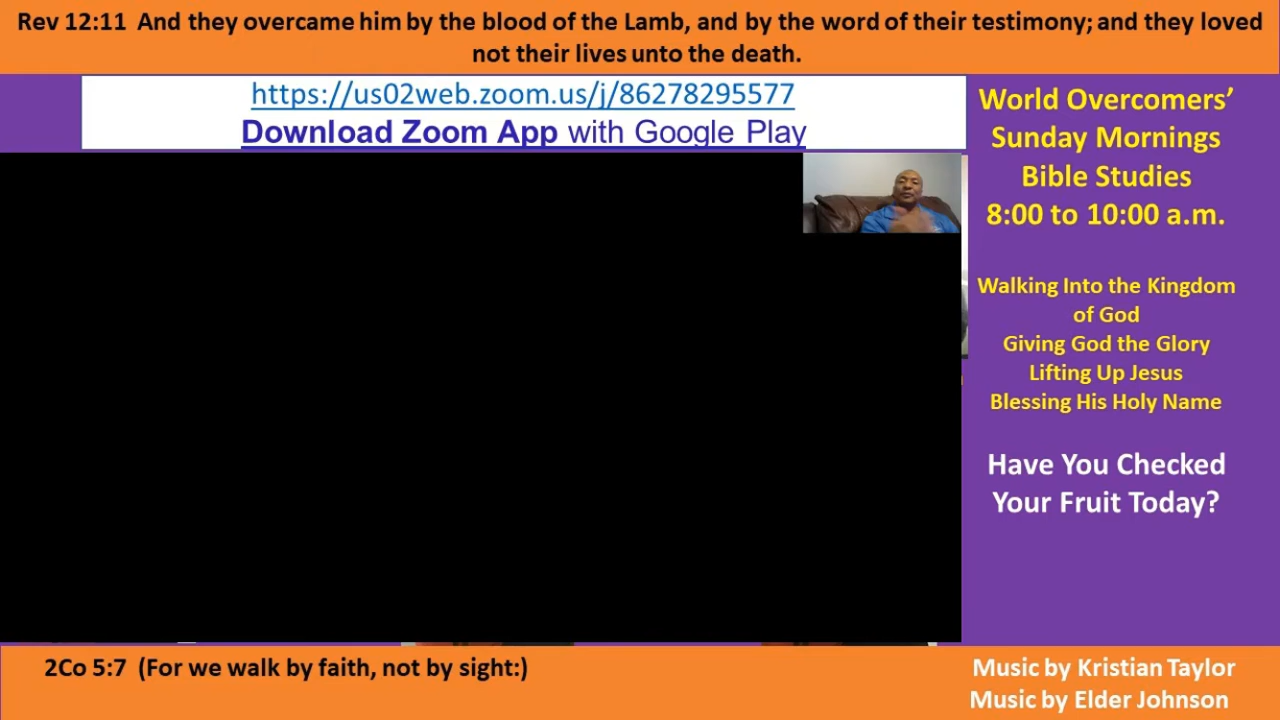 Rev 12:11 And they overcame him by the blood of the Lamb, and by the word of their testimony; and they loved
not their lives unto the death.
https://us02web.zoom.us/j/86278295577
Download Zoom App with Google Play
World Overcomers’
Sunday Mornings
Bible Studies
8:00 to 10:00 a.m.
Walking Into the Kingdom
of God
Giving God the Glory
Lifting Up Jesus
Blessing His Holy Name
Have You Checked
Your Fruit Today?
2Co 5:7 (For we walk by faith, not by sight:)
Music by Kristian Taylor
Music by Elder Johnson